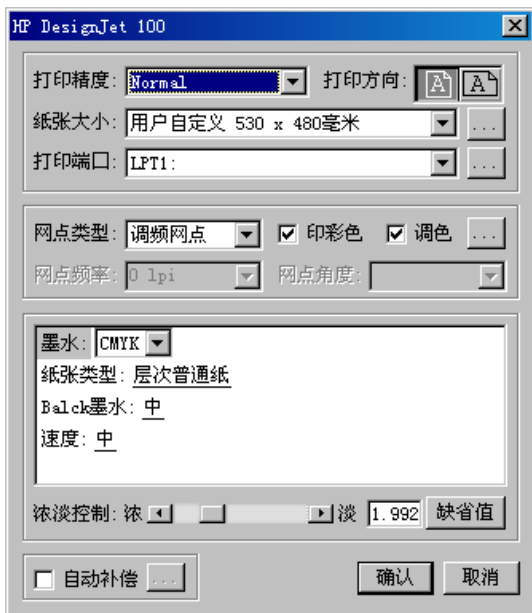 HP DesignJet 100
打印精度: Normal 打印方向: A A
纸张大小: 用户自定义 530 x 480毫米 ...
打印端口: LPT1: ...
网点类型: 调频网点 印彩色 调色 ...
网点频率: 0 lpi 网点角度:
墨水: CMYK
纸张类型: 层次普通纸
Balck墨水: 中
速度: 中
浓淡控制: 浓 淡 1.992 缺省值
自动补偿 ... 确认 取消